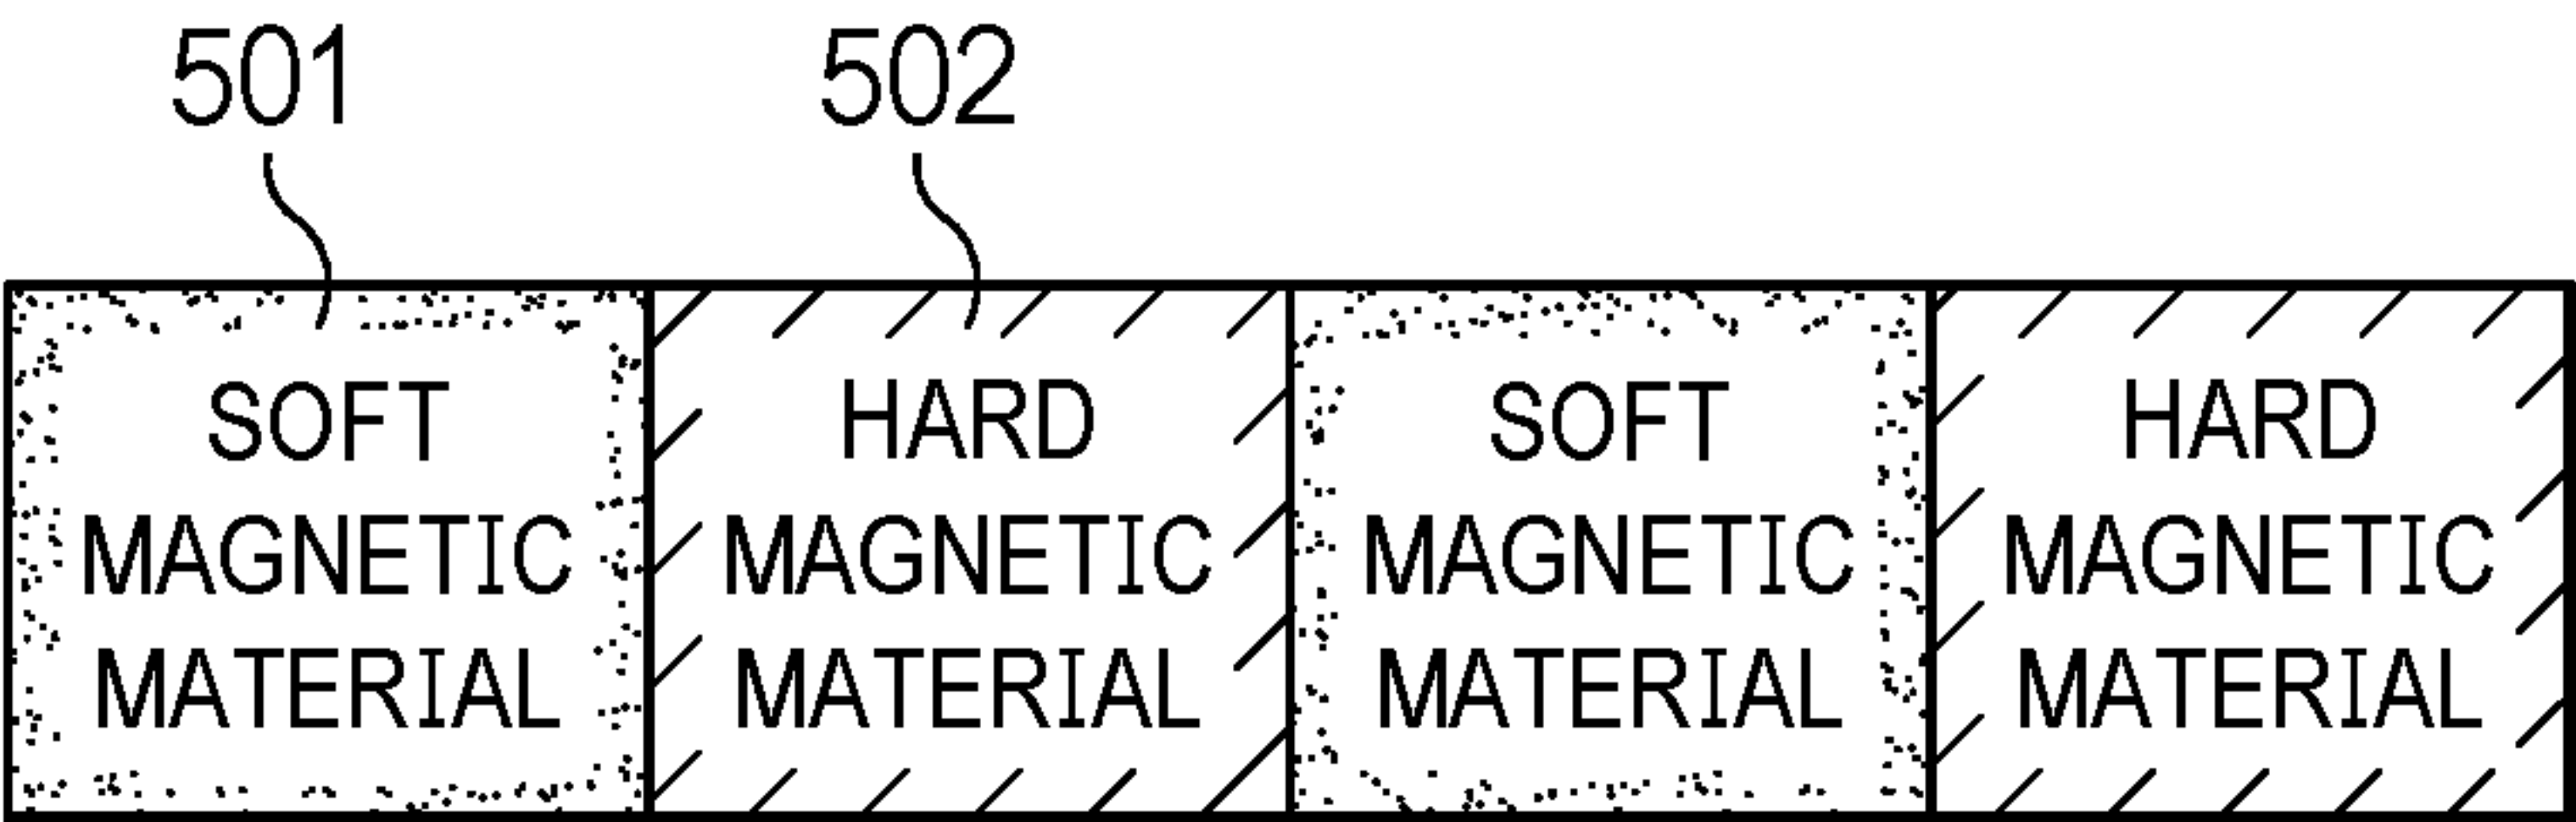 501 502
SOFT HARD SOFT HARD
MAGNETIC MAGNETIC MAGNETIC MAGNETIC
MATERIAL MATERIAL MATERIAL MATERIAL